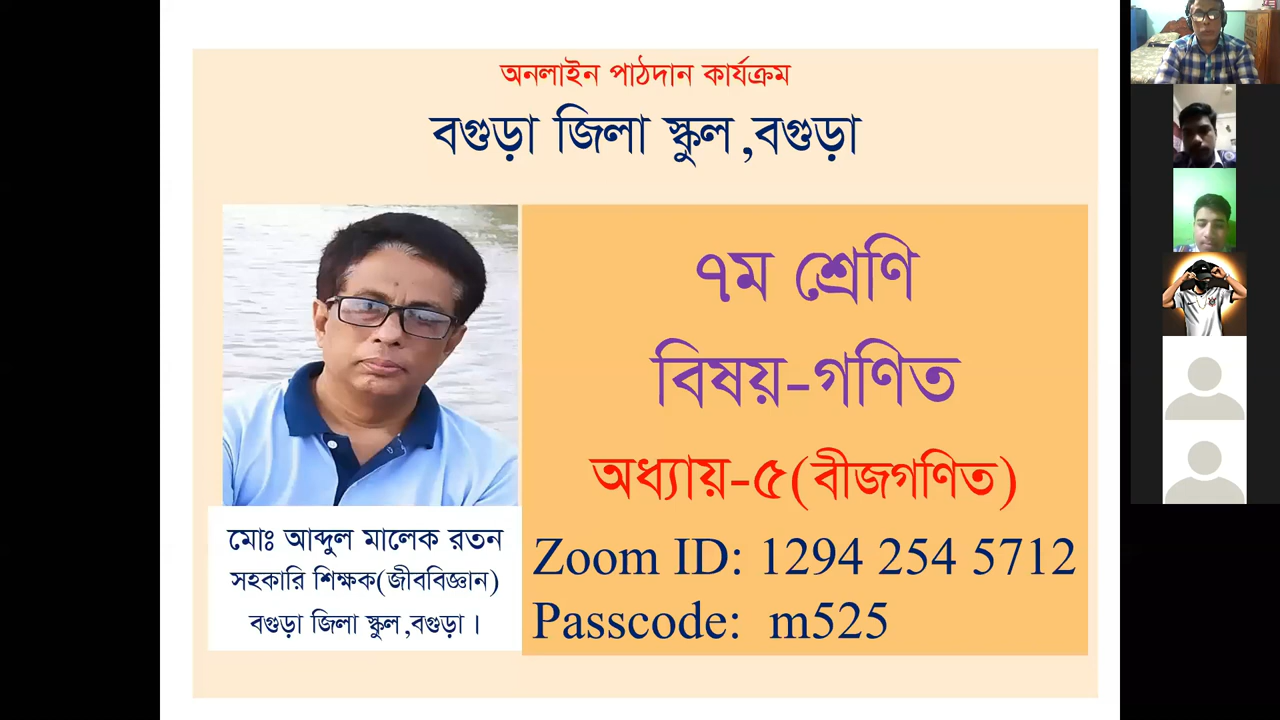 অনলাইন পাঠদান কার্যক্রম
বগুড়া জিলা স্কুল,বগুড়া
৭ম শ্রেণি
বিষয়-গণিত
অধ্যায়-৫(বীজগণিত)
Zoom ID: 1294 254 5712
Passcode: m525
মোঃ আব্দুল মালেক রতন
সহকারি শিক্ষক(জীববিজ্ঞান)
বগুড়া জিলা স্কুল,বগুড়া।